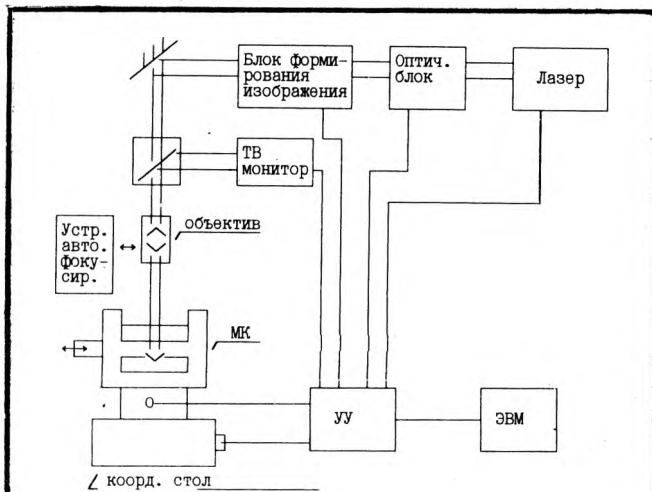 Блок форми-
рования
изображения
Оптич.
блок
Лазер
ТВ
монитор
Устр.
авто.
фоку-
сир.
объектив
МК
УУ
ЭВМ
коорд. стол